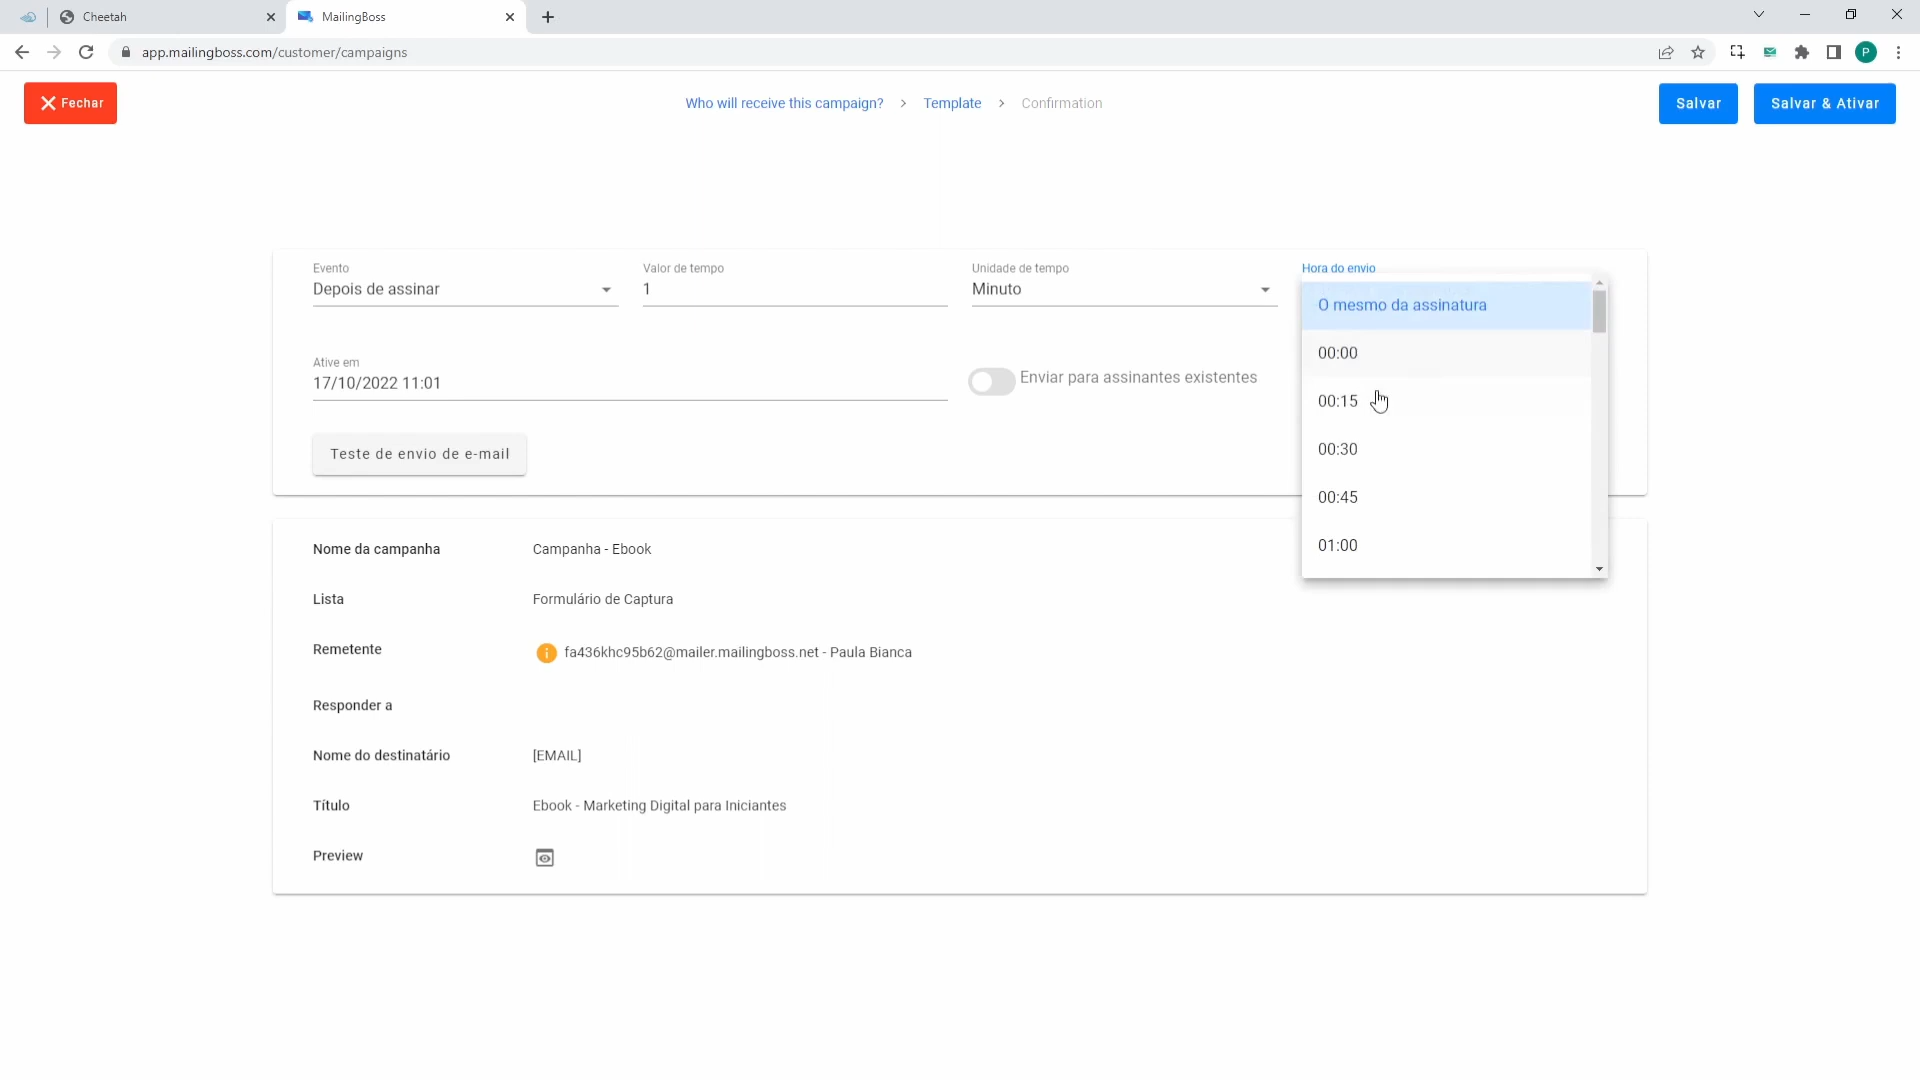 Cheetah
MailingBoss
app.mailingboss.com/customer/campaigns
P
Fechar
Who will receive this campaign? > Template > Confirmation
Salvar
Salvar & Ativar
Evento
Depois de assinar
Valor de tempo
1
Unidade de tempo
Minuto
Hora do envio
O mesmo da assinatura
00:00
00:15
00:30
00:45
01:00
Ative em
17/10/2022 11:01
Enviar para assinantes existentes
Teste de envio de e-mail
Nome da campanha Campanha - Ebook
Lista Formulário de Captura
Remetente fa436khc95b62@mailer.mailingboss.net - Paula Bianca
Responder a
Nome do destinatário [EMAIL]
Título Ebook - Marketing Digital para Iniciantes
Preview